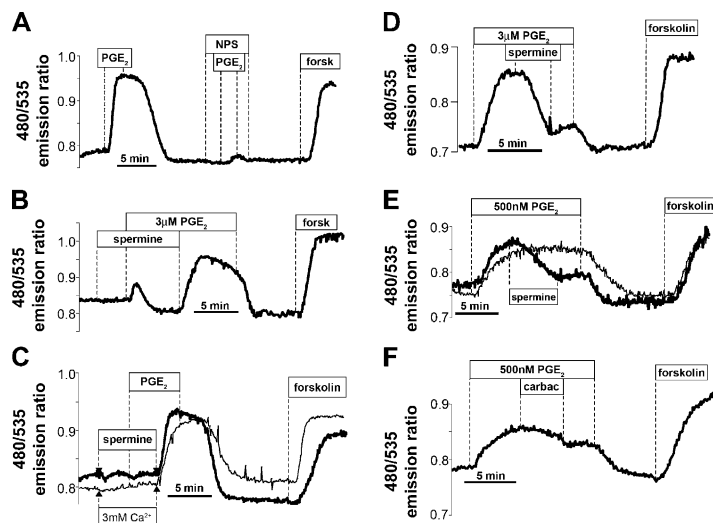 A
480/535
emission ratio
1.0
0.9
0.8
PGE₂
NPS
PGE₂
forsk
5 min
B
480/535
emission ratio
1.0
0.9
0.8
3µM PGE₂
spermine
forsk
5 min
C
480/535
emission ratio
1.0
0.9
0.8
PGE₂
spermine
forskolin
5 min
3mM Ca²⁺
D
480/535
emission ratio
0.9
0.8
0.7
3µM PGE₂
spermine
forskolin
5 min
E
480/535
emission ratio
0.9
0.8
0.7
500nM PGE₂
forskolin
spermine
5 min
F
480/535
emission ratio
0.9
0.8
0.7
500nM PGE₂
carbac
forskolin
5 min